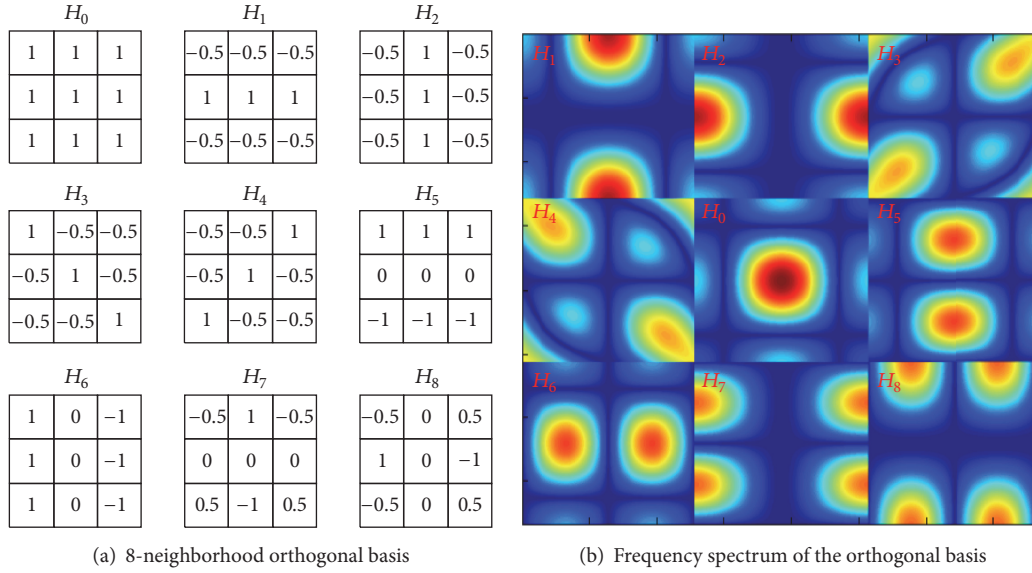 H0 H1 H2
1 1 1 −0.5 −0.5 −0.5 −0.5 1 −0.5
1 1 1 1 1 1 −0.5 1 −0.5
1 1 1 −0.5 −0.5 −0.5 −0.5 1 −0.5
H3 H4 H5
1 −0.5 −0.5 −0.5 −0.5 1 1 1 1
−0.5 1 −0.5 −0.5 1 −0.5 0 0 0
−0.5 −0.5 1 1 −0.5 −0.5 −1 −1 −1
H6 H7 H8
1 0 −1 −0.5 1 −0.5 −0.5 0 0.5
1 0 −1 0 0 0 1 0 −1
1 0 −1 0.5 −1 0.5 −0.5 0 0.5
(a) 8-neighborhood orthogonal basis
H1 H2 H3
H4 H0 H5
H6 H7 H8
(b) Frequency spectrum of the orthogonal basis